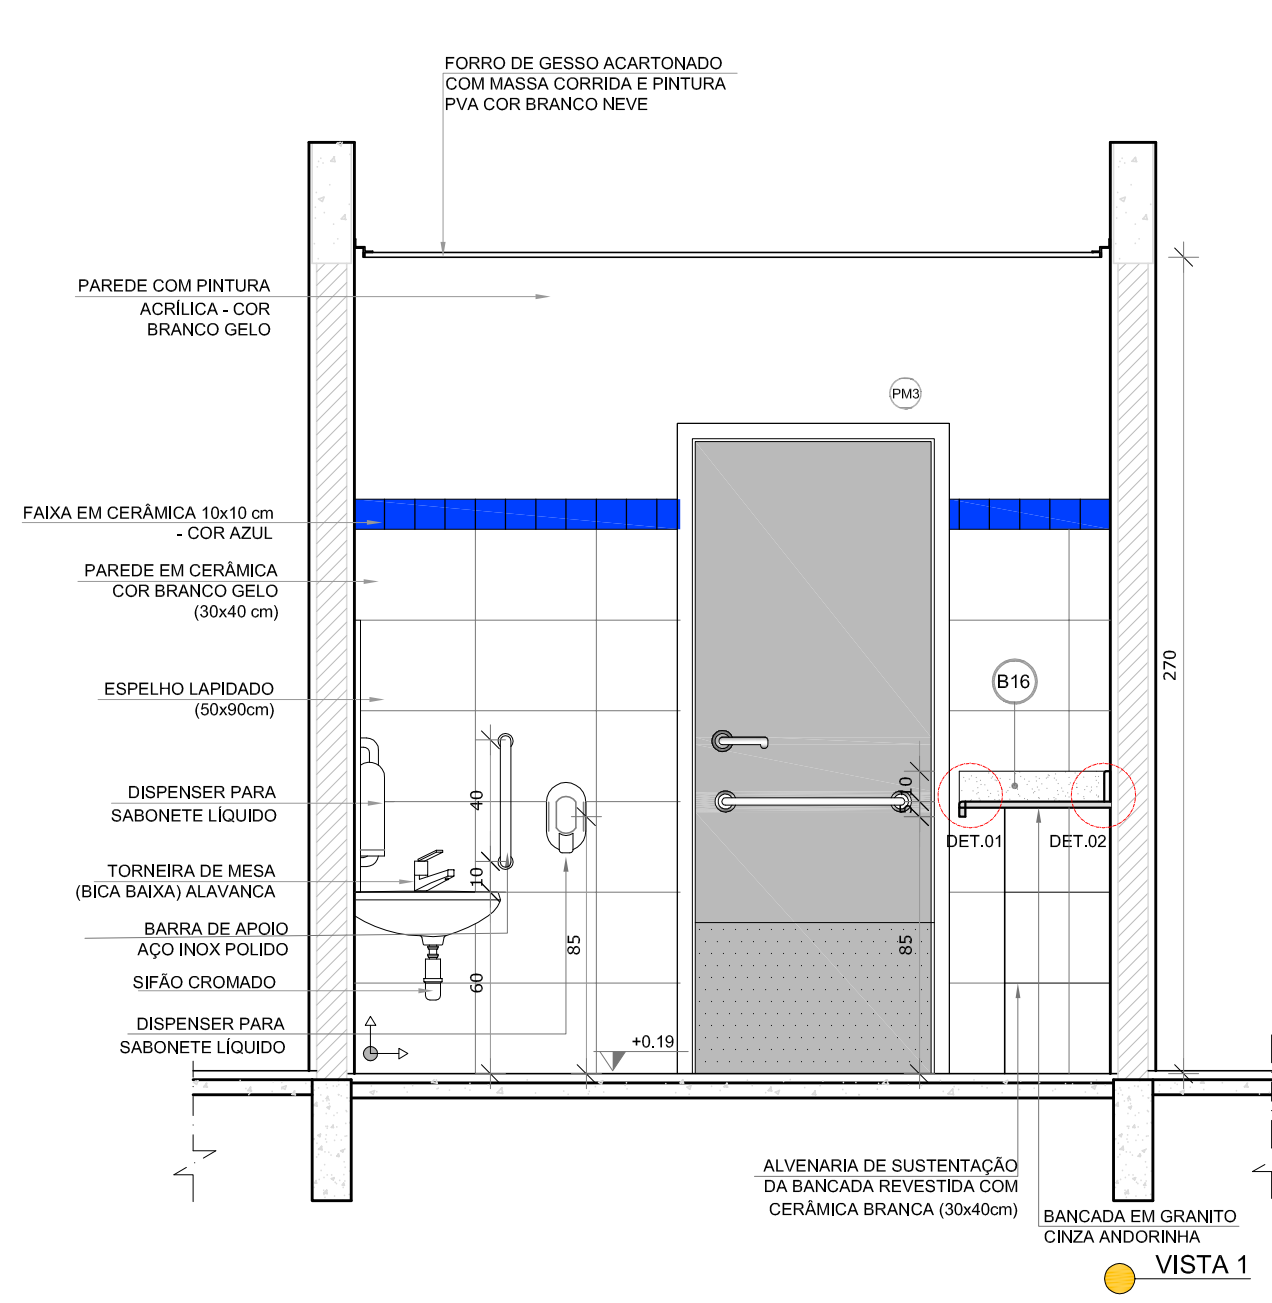 FORRO DE GESSO ACARTONADO
COM MASSA CORRIDA E PINTURA
PVA COR BRANCO NEVE
PAREDE COM PINTURA
ACRÍLICA - COR
BRANCO GELO
PM3
FAIXA EM CERÂMICA 10x10 cm
- COR AZUL
PAREDE EM CERÂMICA
COR BRANCO GELO
(30x40 cm)
ESPELHO LAPIDADO
(50x90cm)
B16
270
DISPENSER PARA
SABONETE LÍQUIDO
40
10
DET.01
DET.02
TORNEIRA DE MESA
(BICA BAIXA) ALAVANCA
10
BARRA DE APOIO
AÇO INOX POLIDO
85
85
SIFÃO CROMADO
60
DISPENSER PARA
SABONETE LÍQUIDO
+0.19
ALVENARIA DE SUSTENTAÇÃO
DA BANCADA REVESTIDA COM
CERÂMICA BRANCA (30x40cm)
BANCADA EM GRANITO
CINZA ANDORINHA
VISTA 1